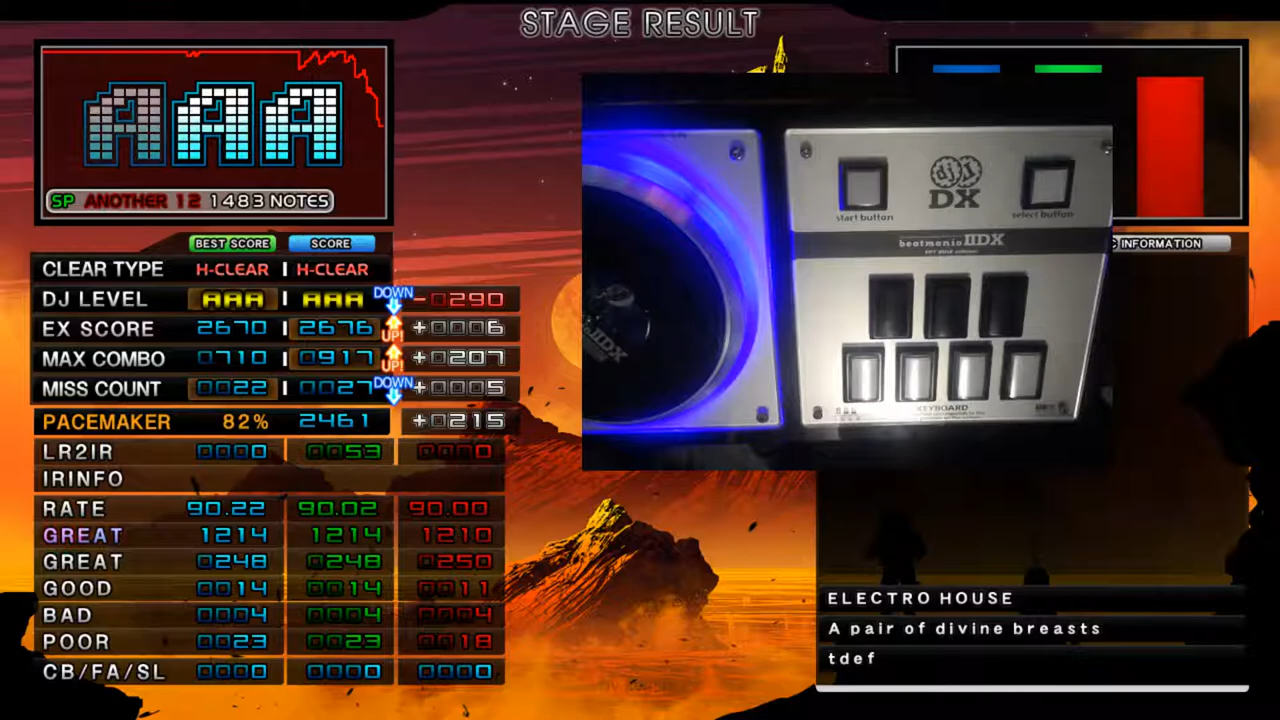 STAGE RESULT
AAA
SP ANOTHER 12 1483 NOTES
BEST SCORE SCORE
CLEAR TYPE H-CLEAR H-CLEAR
DJ LEVEL AAA AAA DOWN -0290
EX SCORE 2670 2676 UP! +0006
MAX COMBO 0710 0917 UP! +0207
MISS COUNT 0022 0027 DOWN +0005
PACEMAKER 82% 2461 +0215
LR2IR 0000 0053 0000
IRINFO
RATE 90.22 90.02 90.00
GREAT 1214 1214 1210
GREAT 0248 0248 0250
GOOD 0014 0014 0011
BAD 0004 0004 0004
POOR 0023 0023 0018
CB/FA/SL 0000 0000 0000
dj DX
start button
select button
beatmania IIDX
KEYBOARD
IIDX
C INFORMATION
ELECTRO HOUSE
A pair of divine breasts
tdef